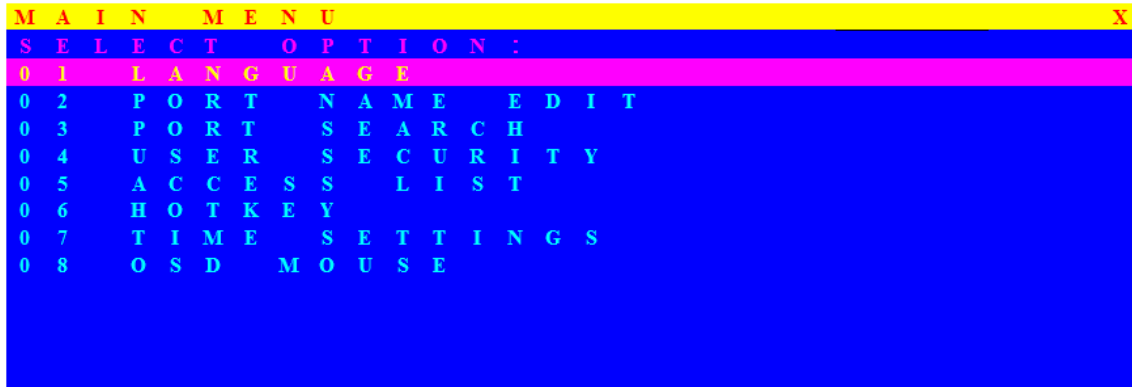 MAIN MENU X
SELECT OPTION:
01 LANGUAGE
02 PORT NAME EDIT
03 PORT SEARCH
04 USER SECURITY
05 ACCESS LIST
06 HOTKEY
07 TIME SETTINGS
08 OSD MOUSE